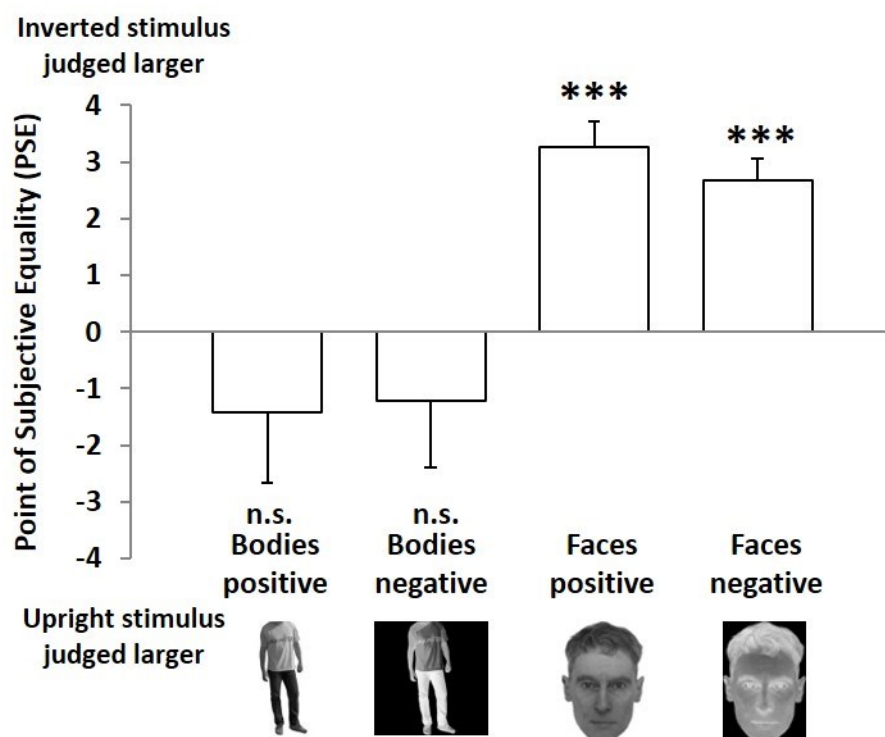 Inverted stimulus
judged larger
Point of Subjective Equality (PSE)
4
3
2
1
0
-1
-2
-3
-4
***
***
n.s.
n.s.
Bodies
positive
Bodies
negative
Faces
positive
Faces
negative
Upright stimulus
judged larger